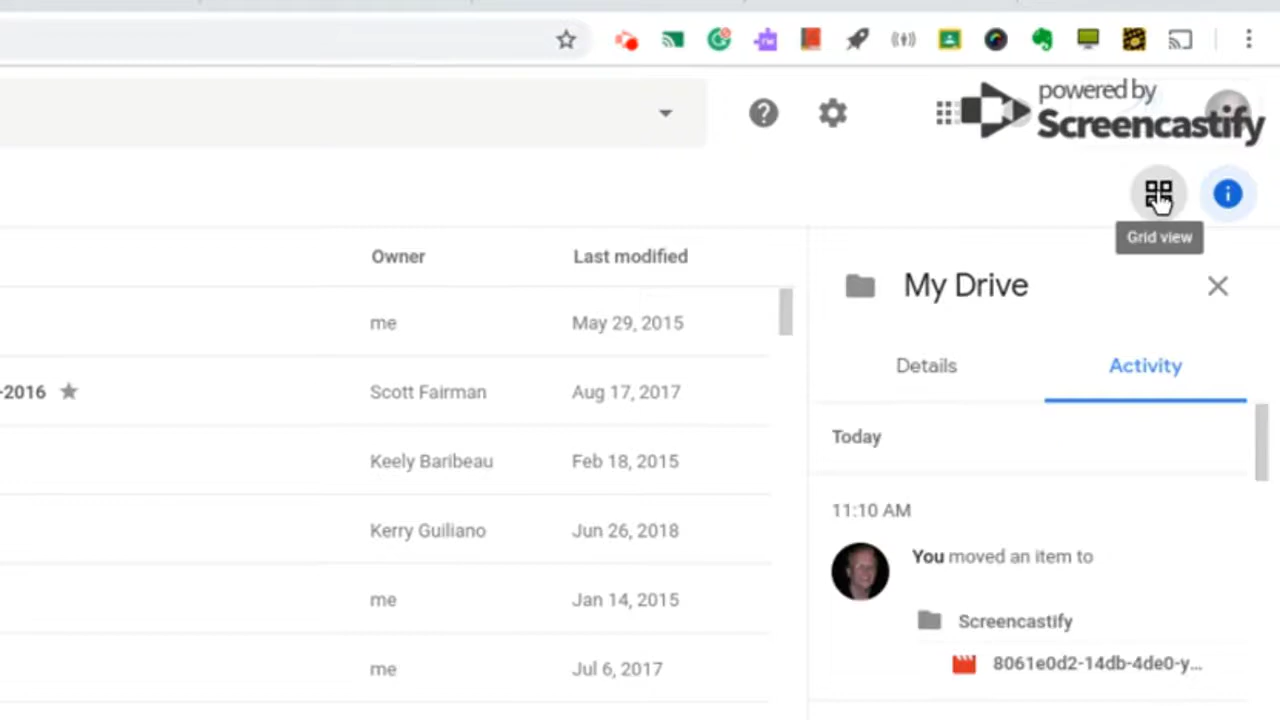 powered by
Screencastify
Grid view
Owner
Last modified
My Drive
me
May 29, 2015
Details
Activity
-2016
Scott Fairman
Aug 17, 2017
Today
Keely Baribeau
Feb 18, 2015
11:10 AM
Kerry Guiliano
Jun 26, 2018
You moved an item to
me
Jan 14, 2015
Screencastify
me
Jul 6, 2017
8061e0d2-14db-4de0-y...